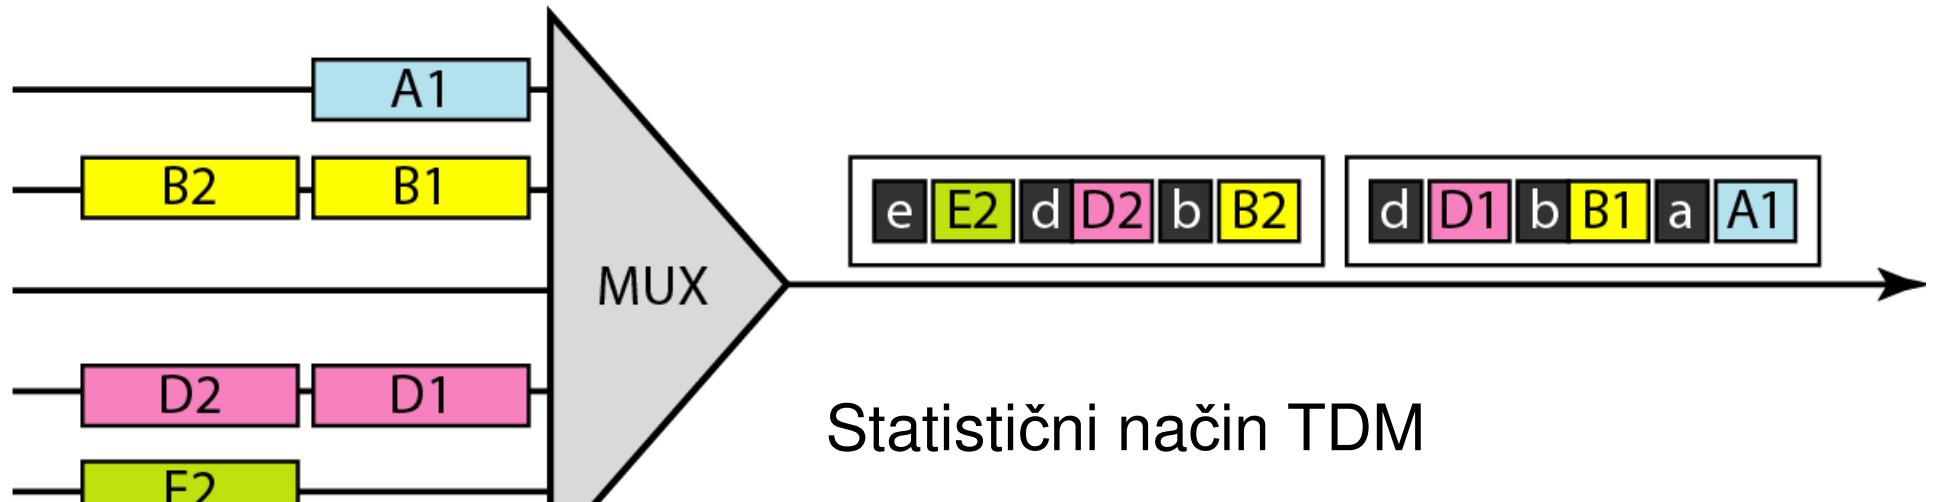 A1
B2 B1
e E2 d D2 b B2 d D1 b B1 a A1
MUX
D2 D1
Statistični način TDM
E2